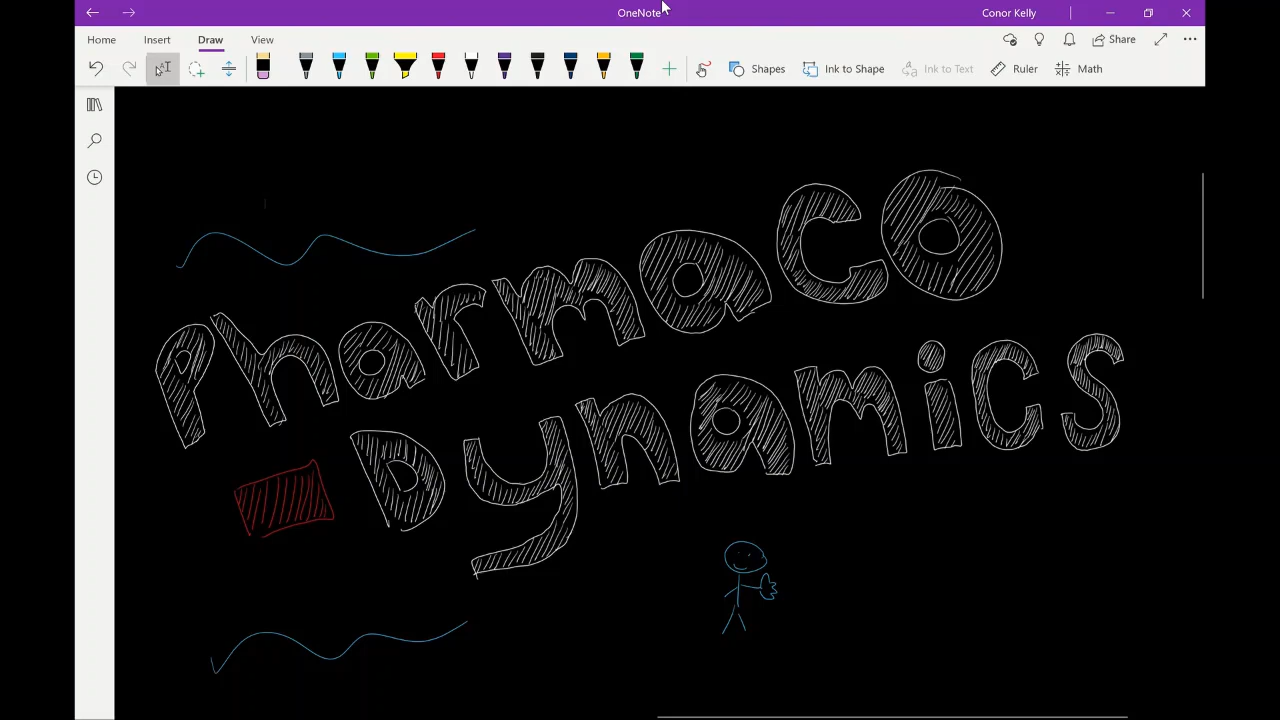 OneNote
Conor Kelly
Home Insert Draw View
Share
Shapes Ink to Shape Ink to Text Ruler Math
PharmaCO
Dynamics